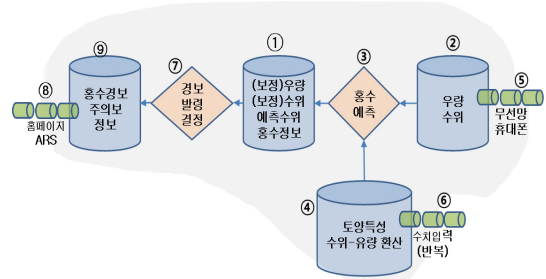 ⑨
홍수경보
주의보
정보
⑧
홈페이지
ARS
⑦
경보
발령
결정
①
(보정)우량
(보정)수위
예측수위
홍수정보
③
홍수
예측
②
우량
수위
⑤
무선망
휴대폰
④
토양특성
수위-유량 환산
⑥
수치입력
(반복)